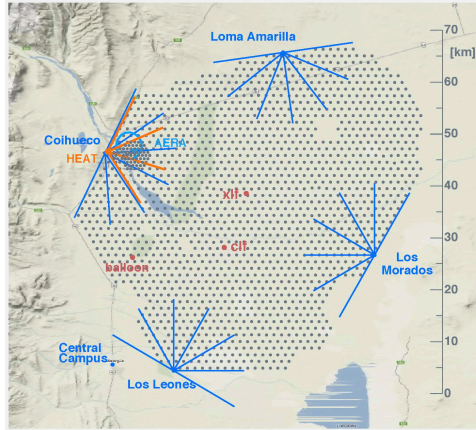 Loma Amarilla
70
[km]
60
Coihueco
HEAT
AERA
50
40
xlf
clf
30
Los
Morados
balloon
20
Central
Campus
10
Los Leones
0